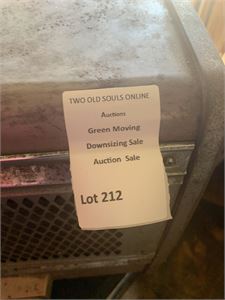 TWO OLD SOULS ONLINE
Auctions
Green Moving
Downsizing Sale
Auction Sale
Lot 212